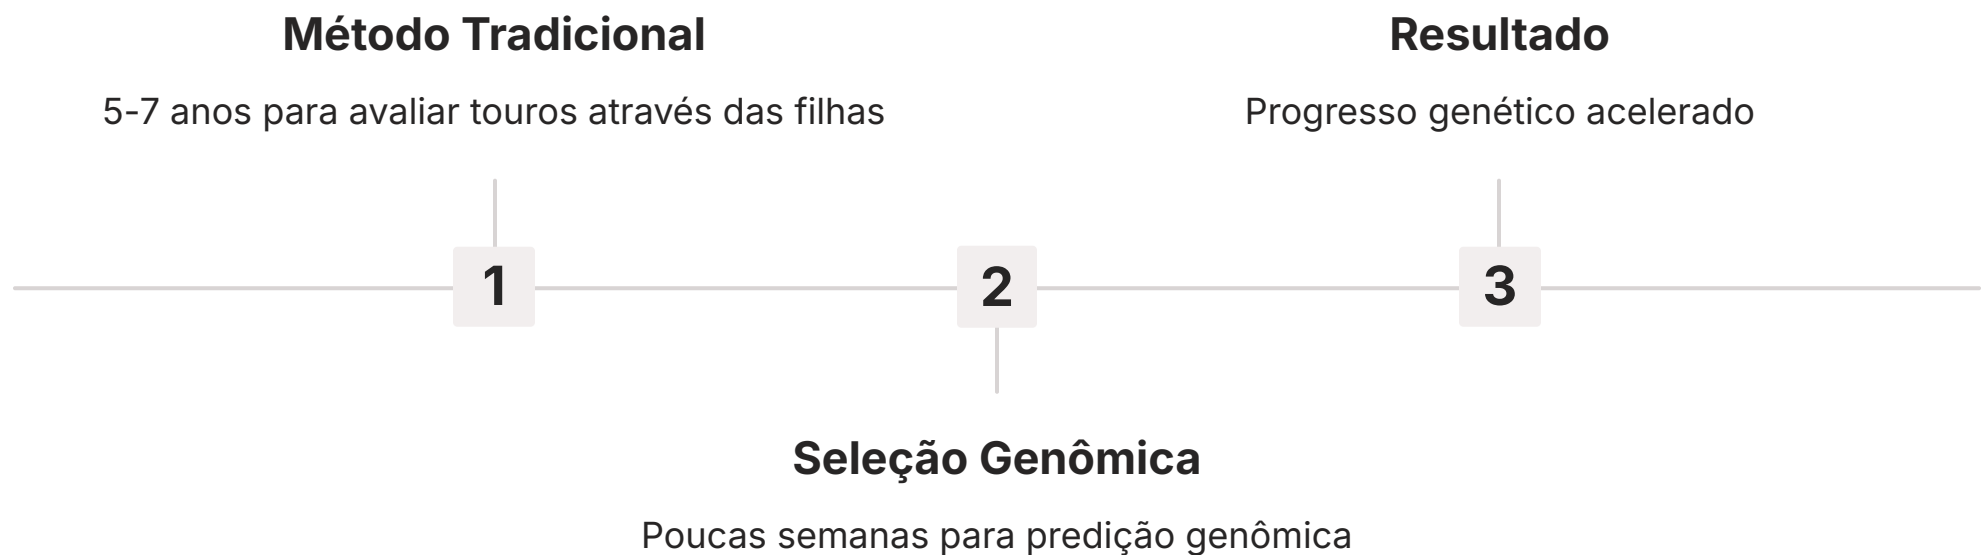 Método Tradicional
5-7 anos para avaliar touros através das filhas
Resultado
Progresso genético acelerado
1
2
3
Seleção Genômica
Poucas semanas para predição genômica